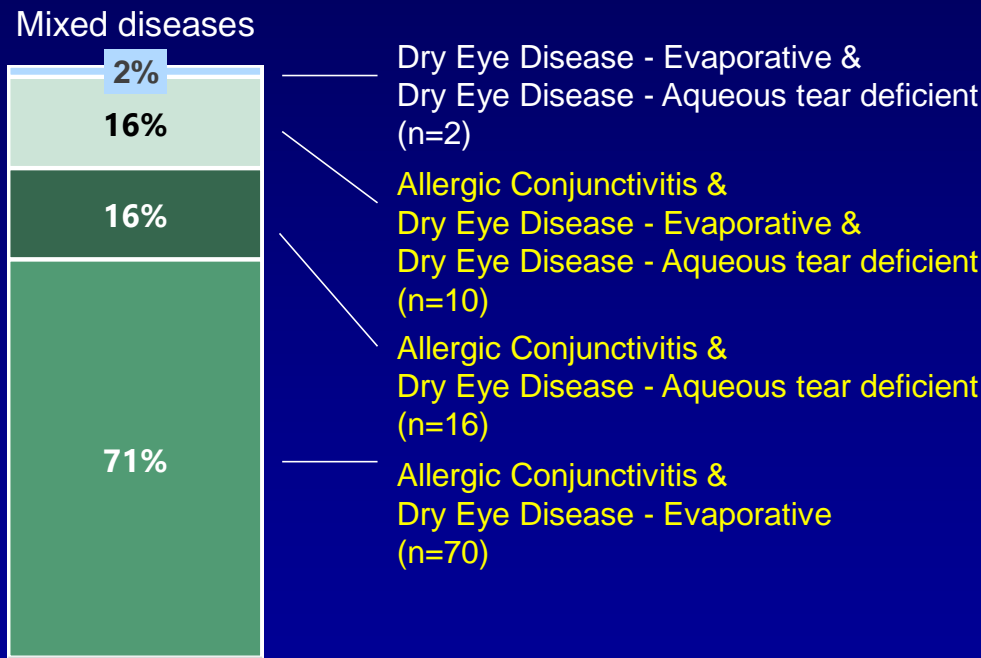 Mixed diseases
2%
16%
16%
71%
Dry Eye Disease - Evaporative &
Dry Eye Disease - Aqueous tear deficient
(n=2)
Allergic Conjunctivitis &
Dry Eye Disease - Evaporative &
Dry Eye Disease - Aqueous tear deficient
(n=10)
Allergic Conjunctivitis &
Dry Eye Disease - Aqueous tear deficient
(n=16)
Allergic Conjunctivitis &
Dry Eye Disease - Evaporative
(n=70)